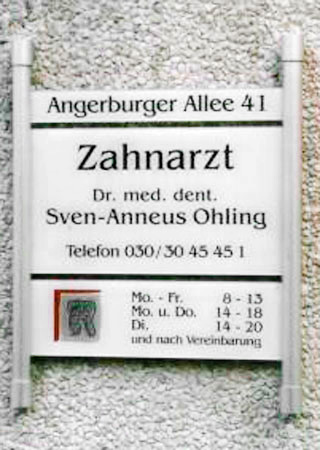 Angerburger Allee 41
Zahnarzt
Dr. med. dent.
Sven-Anneus Ohling
Telefon 030/30 45 45 1
Mo. - Fr. 8 - 13
Mo. u. Do. 14 - 18
Di. 14 - 20
und nach Vereinbarung